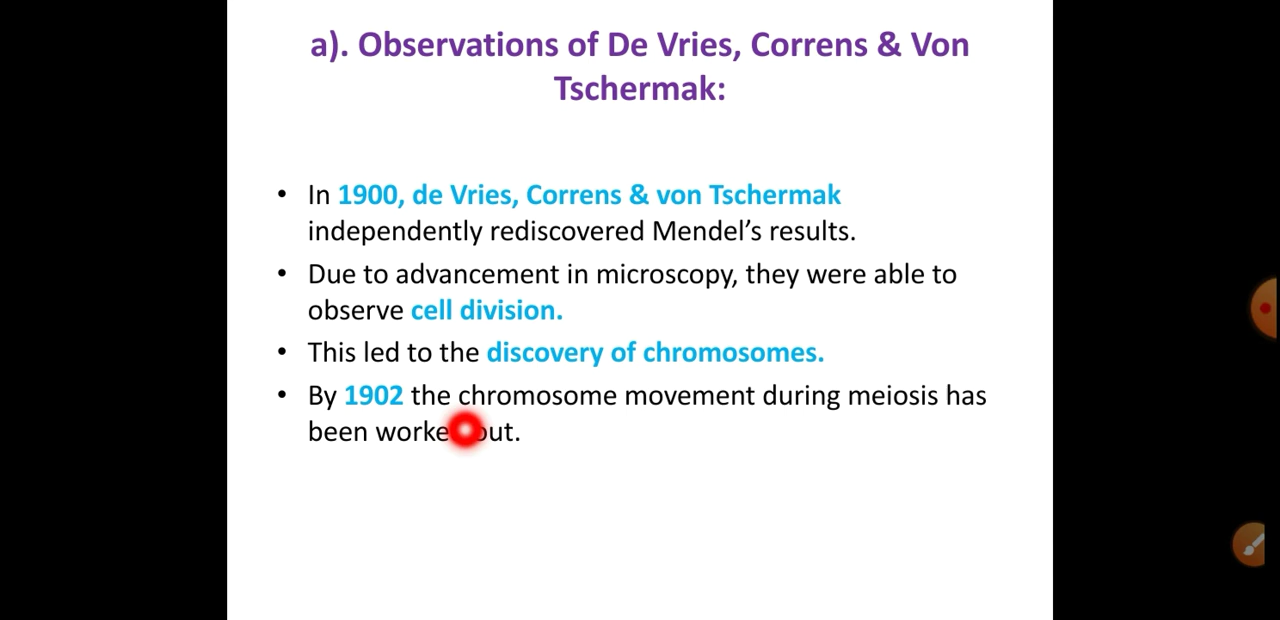 a). Observations of De Vries, Correns & Von
Tschermak:
• In 1900, de Vries, Correns & von Tschermak
independently rediscovered Mendel’s results.
• Due to advancement in microscopy, they were able to
observe cell division.
• This led to the discovery of chromosomes.
• By 1902 the chromosome movement during meiosis has
been worked out.